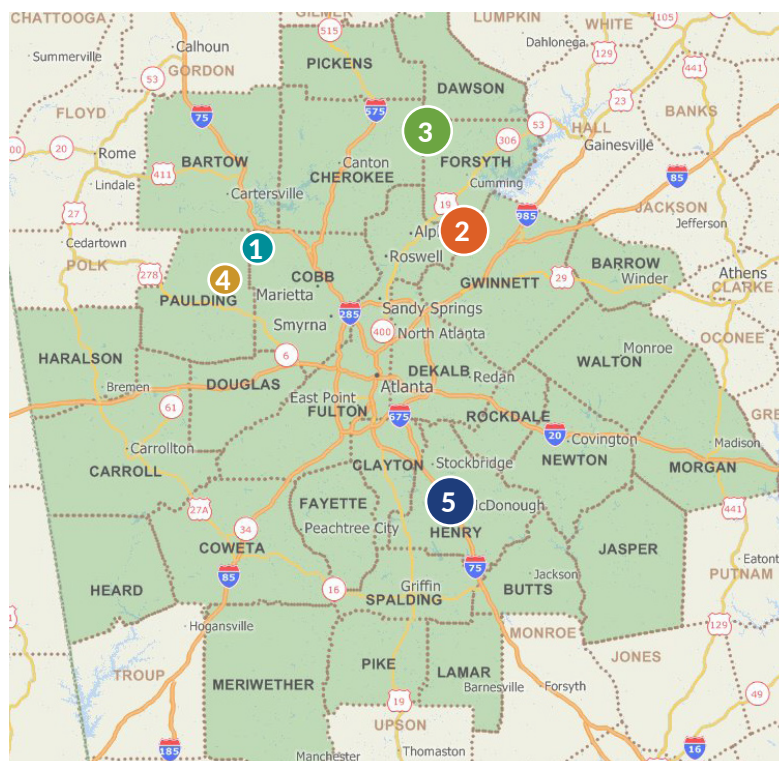 CHATTOOGA
GILMER
LUMPKIN
WHITE
105
515
Calhoun
Dahlonega
129
Summerville
PICKENS
441
53
GORDON
DAWSON
23
BANKS
FLOYD
75
575
3
306
53
HALL
20
Rome
BARTOW
Canton
FORSYTH
Gainesville
Lindale
411
CHEROKEE
Cumming
85
Cartersville
19
27
985
JACKSON
Jefferson
Cedartown
1
Alp
2
POLK
Roswell
278
4
COBB
GWINNETT
29
BARROW
Athens
PAULDING
Marietta
Winder
CLARKE
Smyrna
285
Sandy Springs
400
North Atlanta
OCONEE
HARALSON
6
Monroe
DEKALB
WALTON
Bremen
DOUGLAS
Atlanta
Redan
61
East Point
FULTON
675
ROCKDALE
GRE
20
Covington
Carrollton
Madison
CLAYTON
Stockbridge
NEWTON
CARROLL
MORGAN
27A
FAYETTE
5
McDonough
441
34
Peachtree City
HENRY
COWETA
JASPER
Eaton
85
75
Jackson
PUTNAM
HEARD
16
Griffin
BUTTS
SPALDING
Hogansville
MONROE
129
PIKE
JONES
TROUP
MERIWETHER
LAMAR
Barnesville
Forsyth
49
19
UPSON
185
Manchester
Thomaston
16